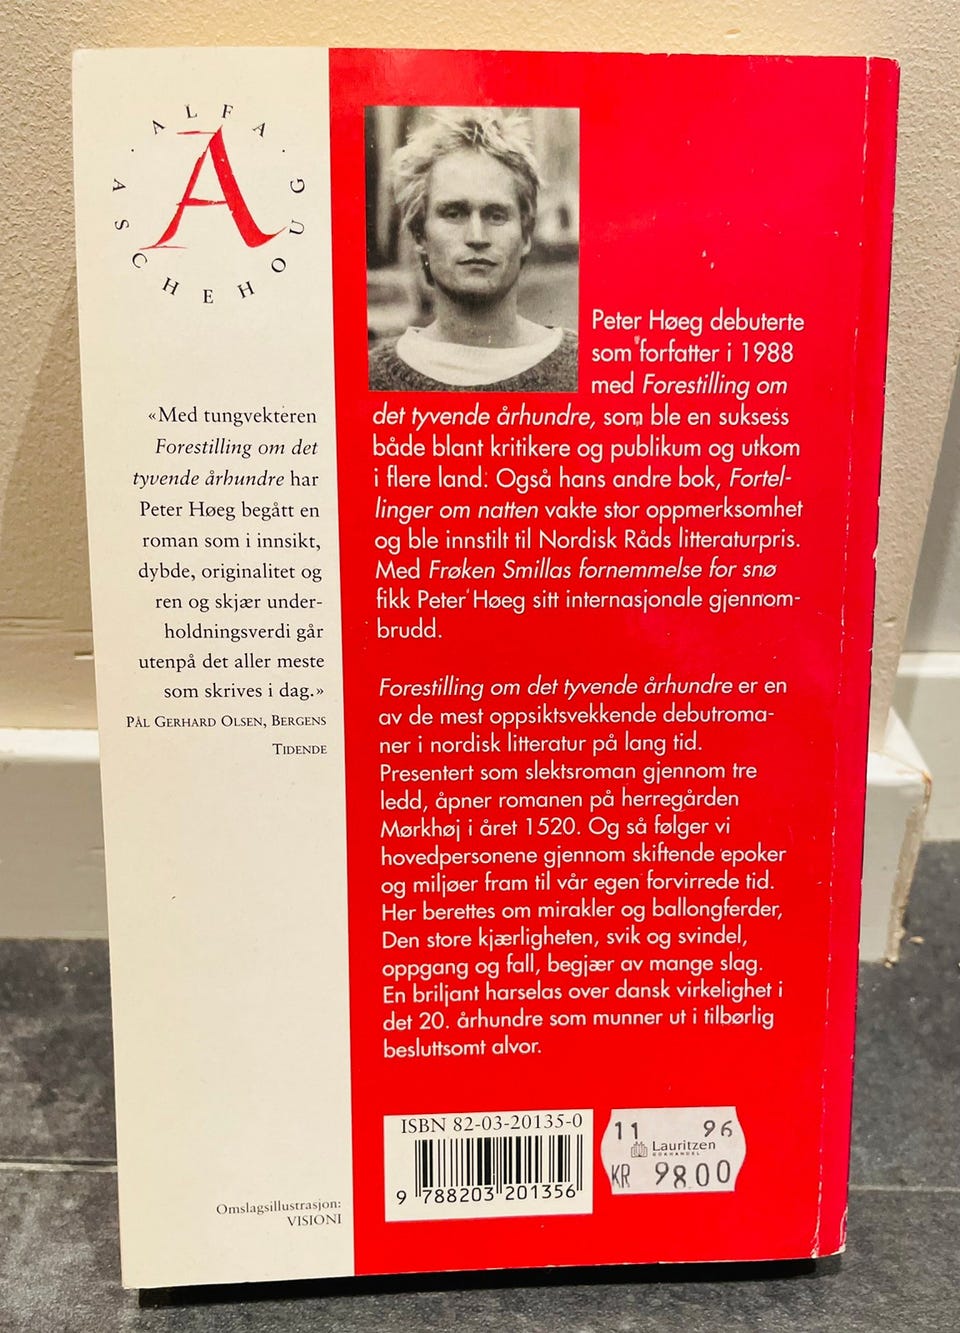 ALFA
· ASCHEHOUG ·
A
«Med tungvekteren
Forestilling om det
tyvende århundre har
Peter Høeg begått en
roman som i innsikt,
dybde, originalitet og
ren og skjær under-
holdningsverdi går
utenpå det aller meste
som skrives i dag.»
PÅL GERHARD OLSEN, BERGENS
TIDENDE
Omslagsillustrasjon:
VISIONI
Peter Høeg debuterte
som forfatter i 1988
med Forestilling om
det tyvende århundre, som ble en suksess
både blant kritikere og publikum og utkom
i flere land. Også hans andre bok, Fortel-
linger om natten vakte stor oppmerksomhet
og ble innstilt til Nordisk Råds litteraturpris.
Med Frøken Smillas fornemmelse for snø
fikk Peter Høeg sitt internasjonale gjennom-
brudd.
Forestilling om det tyvende århundre er en
av de mest oppsiktsvekkende debutroma-
ner i nordisk litteratur på lang tid.
Presentert som slektsroman gjennom tre
ledd, åpner romanen på herregården
Mørkhøj i året 1520. Og så følger vi
hovedpersonene gjennom skiftende epoker
og miljøer fram til vår egen forvirrede tid.
Her berettes om mirakler og ballongferder,
Den store kjærligheten, svik og svindel,
oppgang og fall, begjær av mange slag.
En briljant harselas over dansk virkelighet i
det 20. århundre som munner ut i tilbørlig
besluttsomt alvor.
ISBN 82-03-20135-0
9 788203 201356
11 96
Lauritzen
BOKHANDEL
KR 98.00